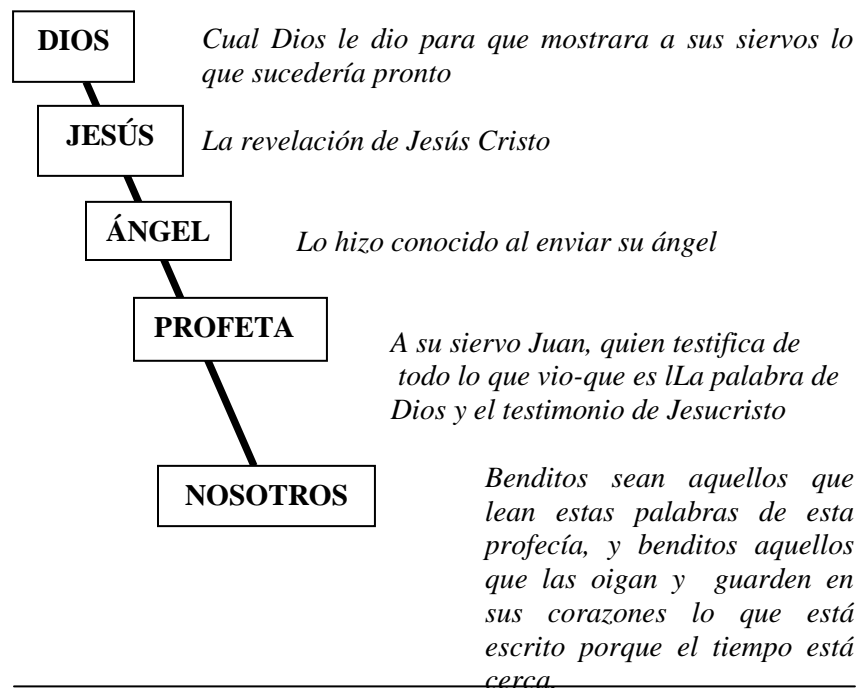 DIOS
Cual Dios le dio para que mostrara a sus siervos lo
que sucedería pronto
JESÚS
La revelación de Jesús Cristo
ÁNGEL
Lo hizo conocido al enviar su ángel
PROFETA
A su siervo Juan, quien testifica de
todo lo que vio-que es lLa palabra de
Dios y el testimonio de Jesucristo
NOSOTROS
Benditos sean aquellos que
lean estas palabras de esta
profecía, y benditos aquellos
que las oigan y guarden en
sus corazones lo que está
escrito porque el tiempo está
cerca.